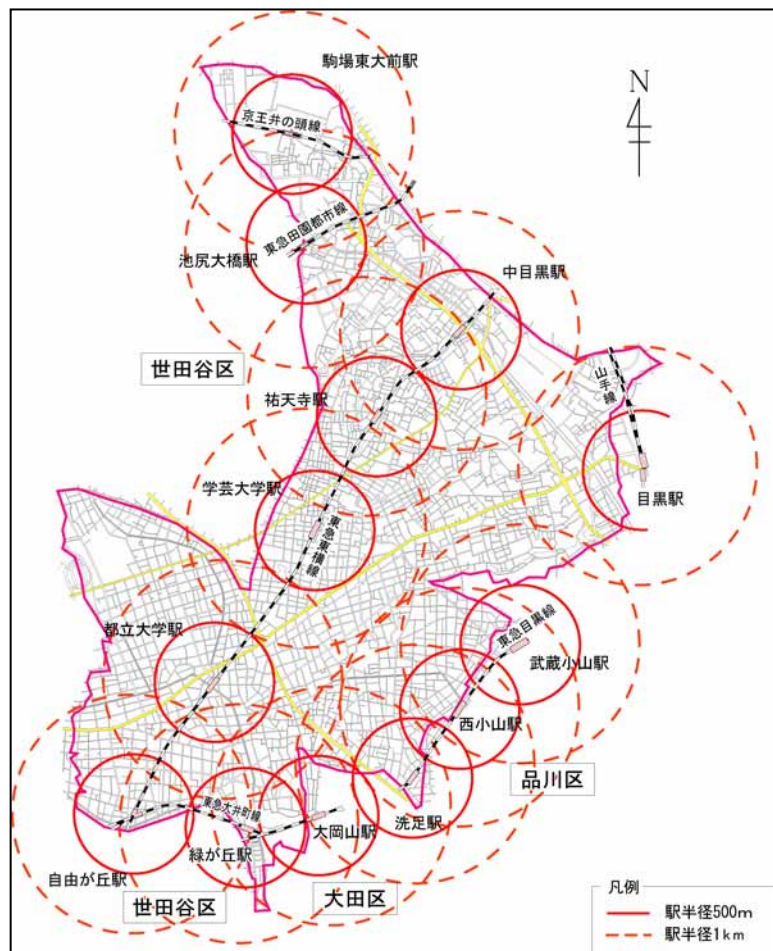 駒場東大前駅
N
京王井の頭線
東急田園都市線
池尻大橋駅
中目黒駅
世田谷区
山手線
祐天寺駅
目黒駅
学芸大学駅
東急東横線
都立大学駅
東急目黒線
武蔵小山駅
西小山駅
品川区
東急大井町線
洗足駅
大岡山駅
緑が丘駅
自由が丘駅
世田谷区
大田区
凡例
駅半径500m
駅半径1km